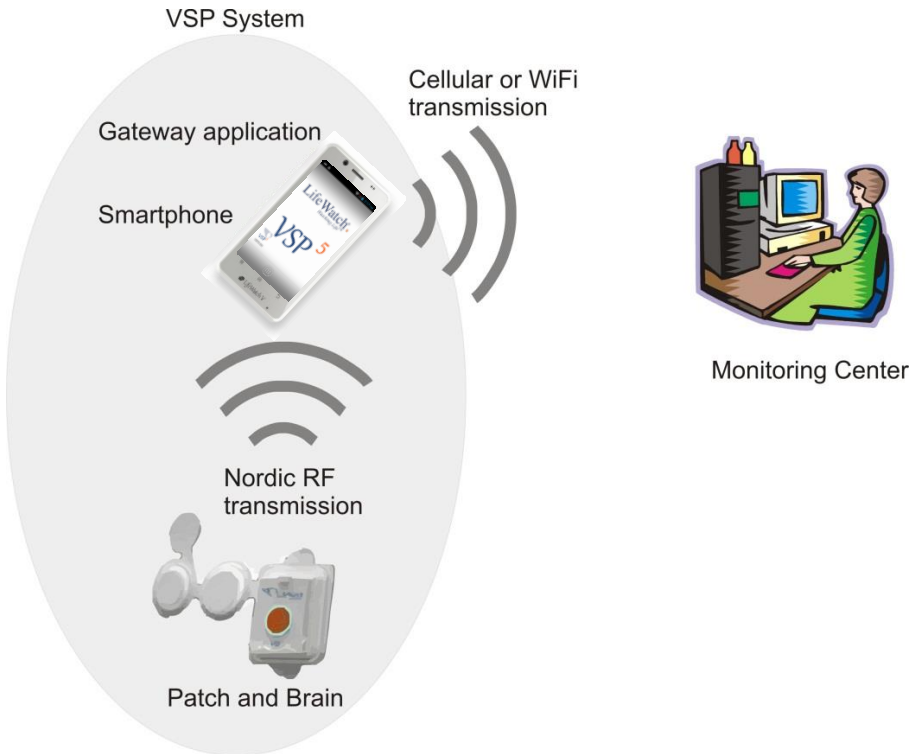 VSP System
Cellular or WiFi
transmission
Gateway application
Smartphone
LifeWatch
VSP 5
Monitoring Center
Nordic RF
transmission
Patch and Brain